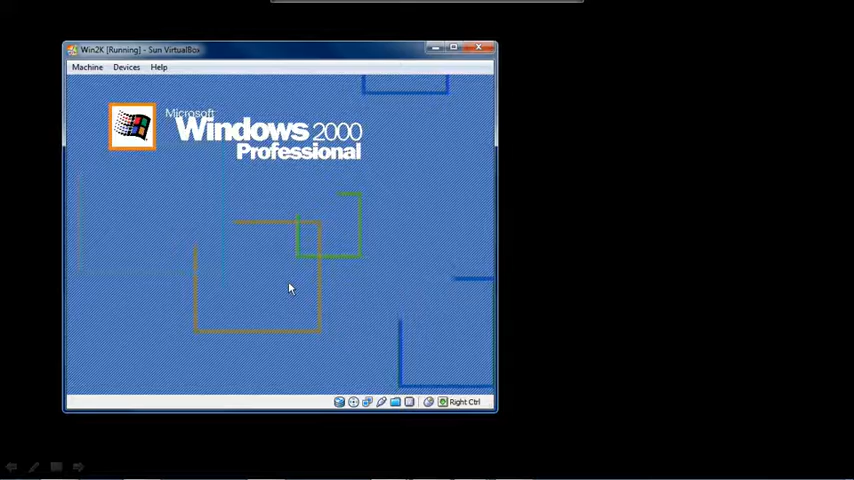 Win2K [Running] - Sun VirtualBox
Machine Devices Help
Microsoft
Windows 2000
Professional
Right Ctrl